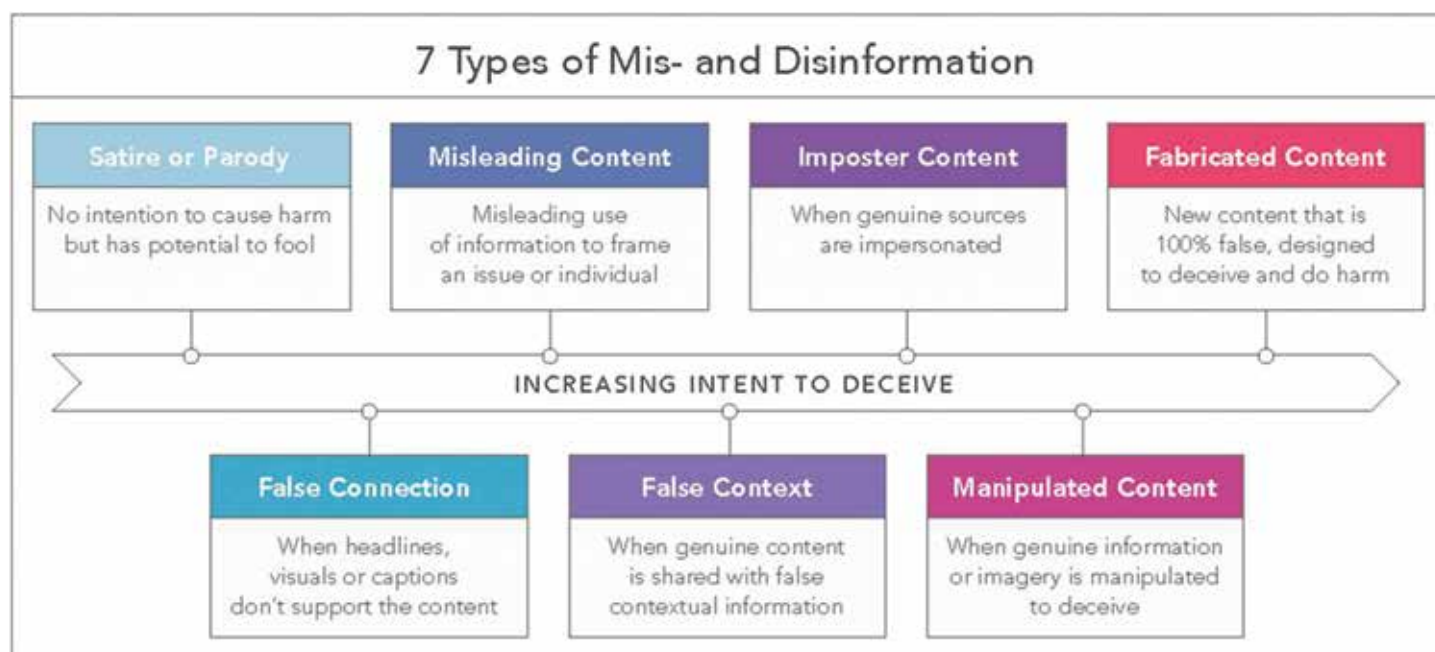 7 Types of Mis- and Disinformation
Satire or Parody
No intention to cause harm
but has potential to fool
Misleading Content
Misleading use
of information to frame
an issue or individual
Imposter Content
When genuine sources
are impersonated
Fabricated Content
New content that is
100% false, designed
to deceive and do harm
INCREASING INTENT TO DECEIVE
False Connection
When headlines,
visuals or captions
don't support the content
False Context
When genuine content
is shared with false
contextual information
Manipulated Content
When genuine information
or imagery is manipulated
to deceive